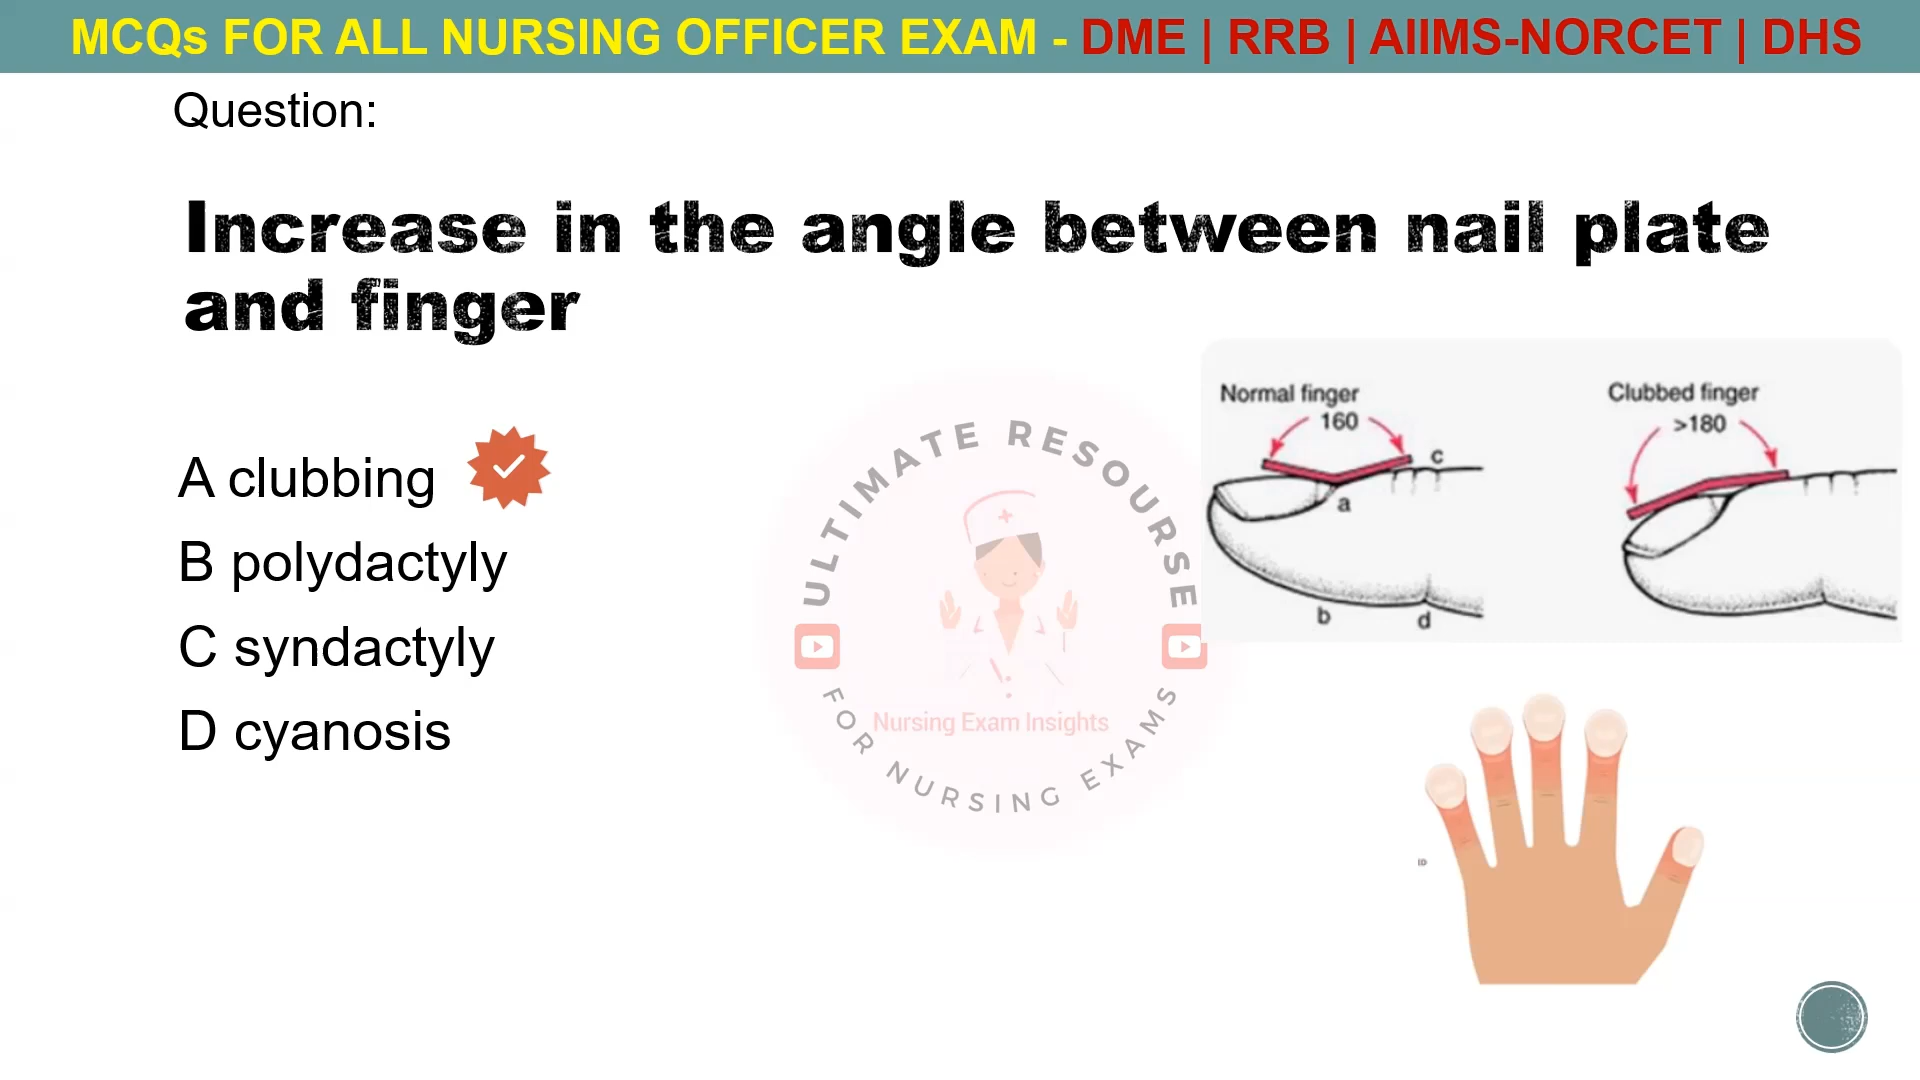 MCQs FOR ALL NURSING OFFICER EXAM - DME | RRB | AIIMS-NORCET | DHS
Question:
Increase in the angle between nail plate
and finger
A clubbing
B polydactyly
C syndactyly
D cyanosis
ULTIMATE RESOURSE
Nursing Exam Insights
FOR NURSING EXAMS
Normal finger
160
c
a
b
d
Clubbed finger
>180
ID